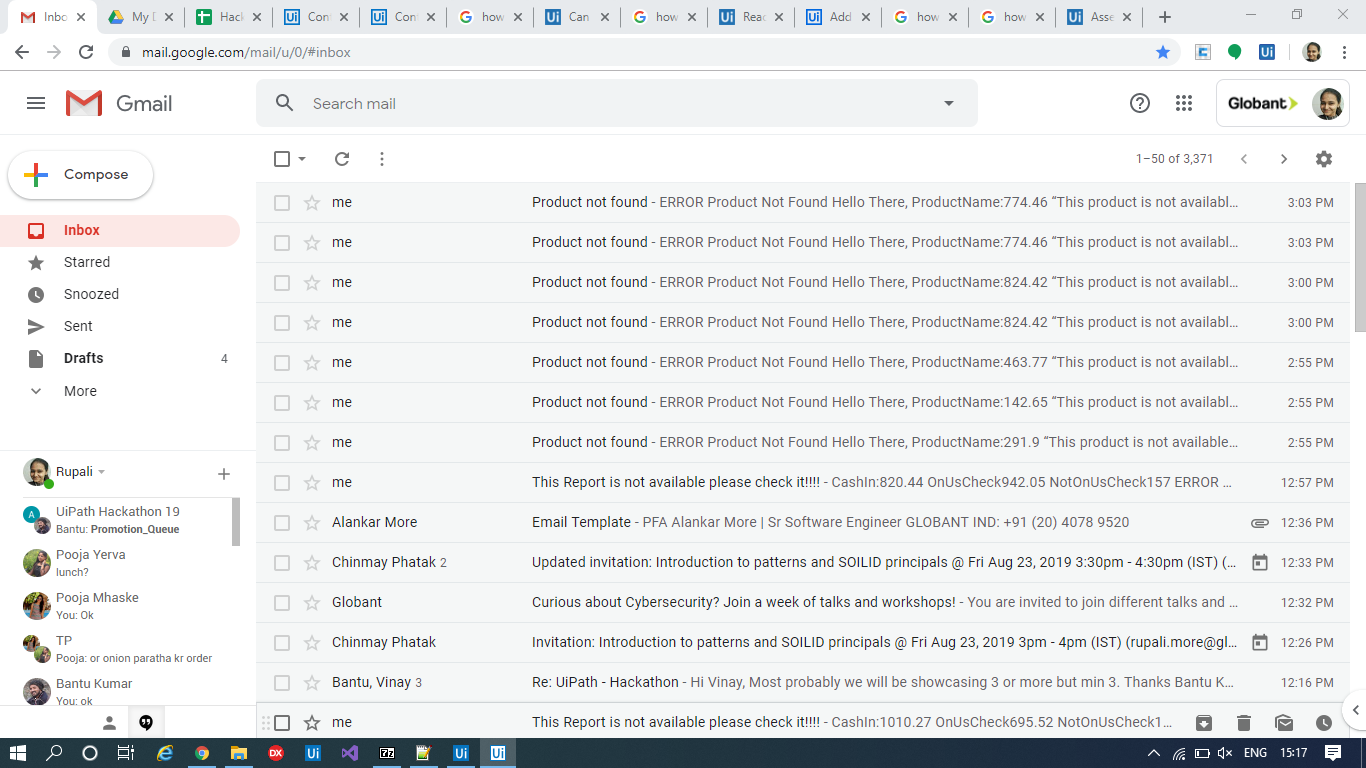 Inbo
My D
Hack
Cont
Com
how
Can
how
Read
Add
how
how
Asse
mail.google.com/mail/u/0/#inbox
Gmail
Search mail
Globant
Compose
1–50 of 3,371
Inbox
Starred
Snoozed
Sent
Drafts 4
More
me Product not found - ERROR Product Not Found Hello There, ProductName:774.46 “This product is not availabl... 3:03 PM
me Product not found - ERROR Product Not Found Hello There, ProductName:774.46 “This product is not availabl... 3:03 PM
me Product not found - ERROR Product Not Found Hello There, ProductName:824.42 “This product is not availabl... 3:00 PM
me Product not found - ERROR Product Not Found Hello There, ProductName:824.42 “This product is not availabl... 3:00 PM
me Product not found - ERROR Product Not Found Hello There, ProductName:463.77 “This product is not availabl... 2:55 PM
me Product not found - ERROR Product Not Found Hello There, ProductName:142.65 “This product is not availabl... 2:55 PM
me Product not found - ERROR Product Not Found Hello There, ProductName:291.9 “This product is not available... 2:55 PM
me This Report is not available please check it!!!! - CashIn:820.44 OnUsCheck942.05 NotOnUsCheck157 ERROR ... 12:57 PM
Alankar More Email Template - PFA Alankar More | Sr Software Engineer GLOBANT IND: +91 (20) 4078 9520 12:36 PM
Chinmay Phatak 2 Updated invitation: Introduction to patterns and SOILID principals @ Fri Aug 23, 2019 3:30pm - 4:30pm (IST) (... 12:33 PM
Globant Curious about Cybersecurity? Join a week of talks and workshops! - You are invited to join different talks and ... 12:32 PM
Chinmay Phatak Invitation: Introduction to patterns and SOILID principals @ Fri Aug 23, 2019 3pm - 4pm (IST) (rupali.more@gl... 12:26 PM
Bantu, Vinay 3 Re: UiPath - Hackathon - Hi Vinay, Most probably we will be showcasing 3 or more but min 3. Thanks Bantu K... 12:16 PM
me This Report is not available please check it!!!! - CashIn:1010.27 OnUsCheck695.52 NotOnUsCheck1...
Rupali
A
UiPath Hackathon 19
Bantu: Promotion_Queue
Pooja Yerva
lunch?
Pooja Mhaske
You: Ok
TP
Pooja: or onion paratha kr order
Bantu Kumar
You: ok
ENG 15:17